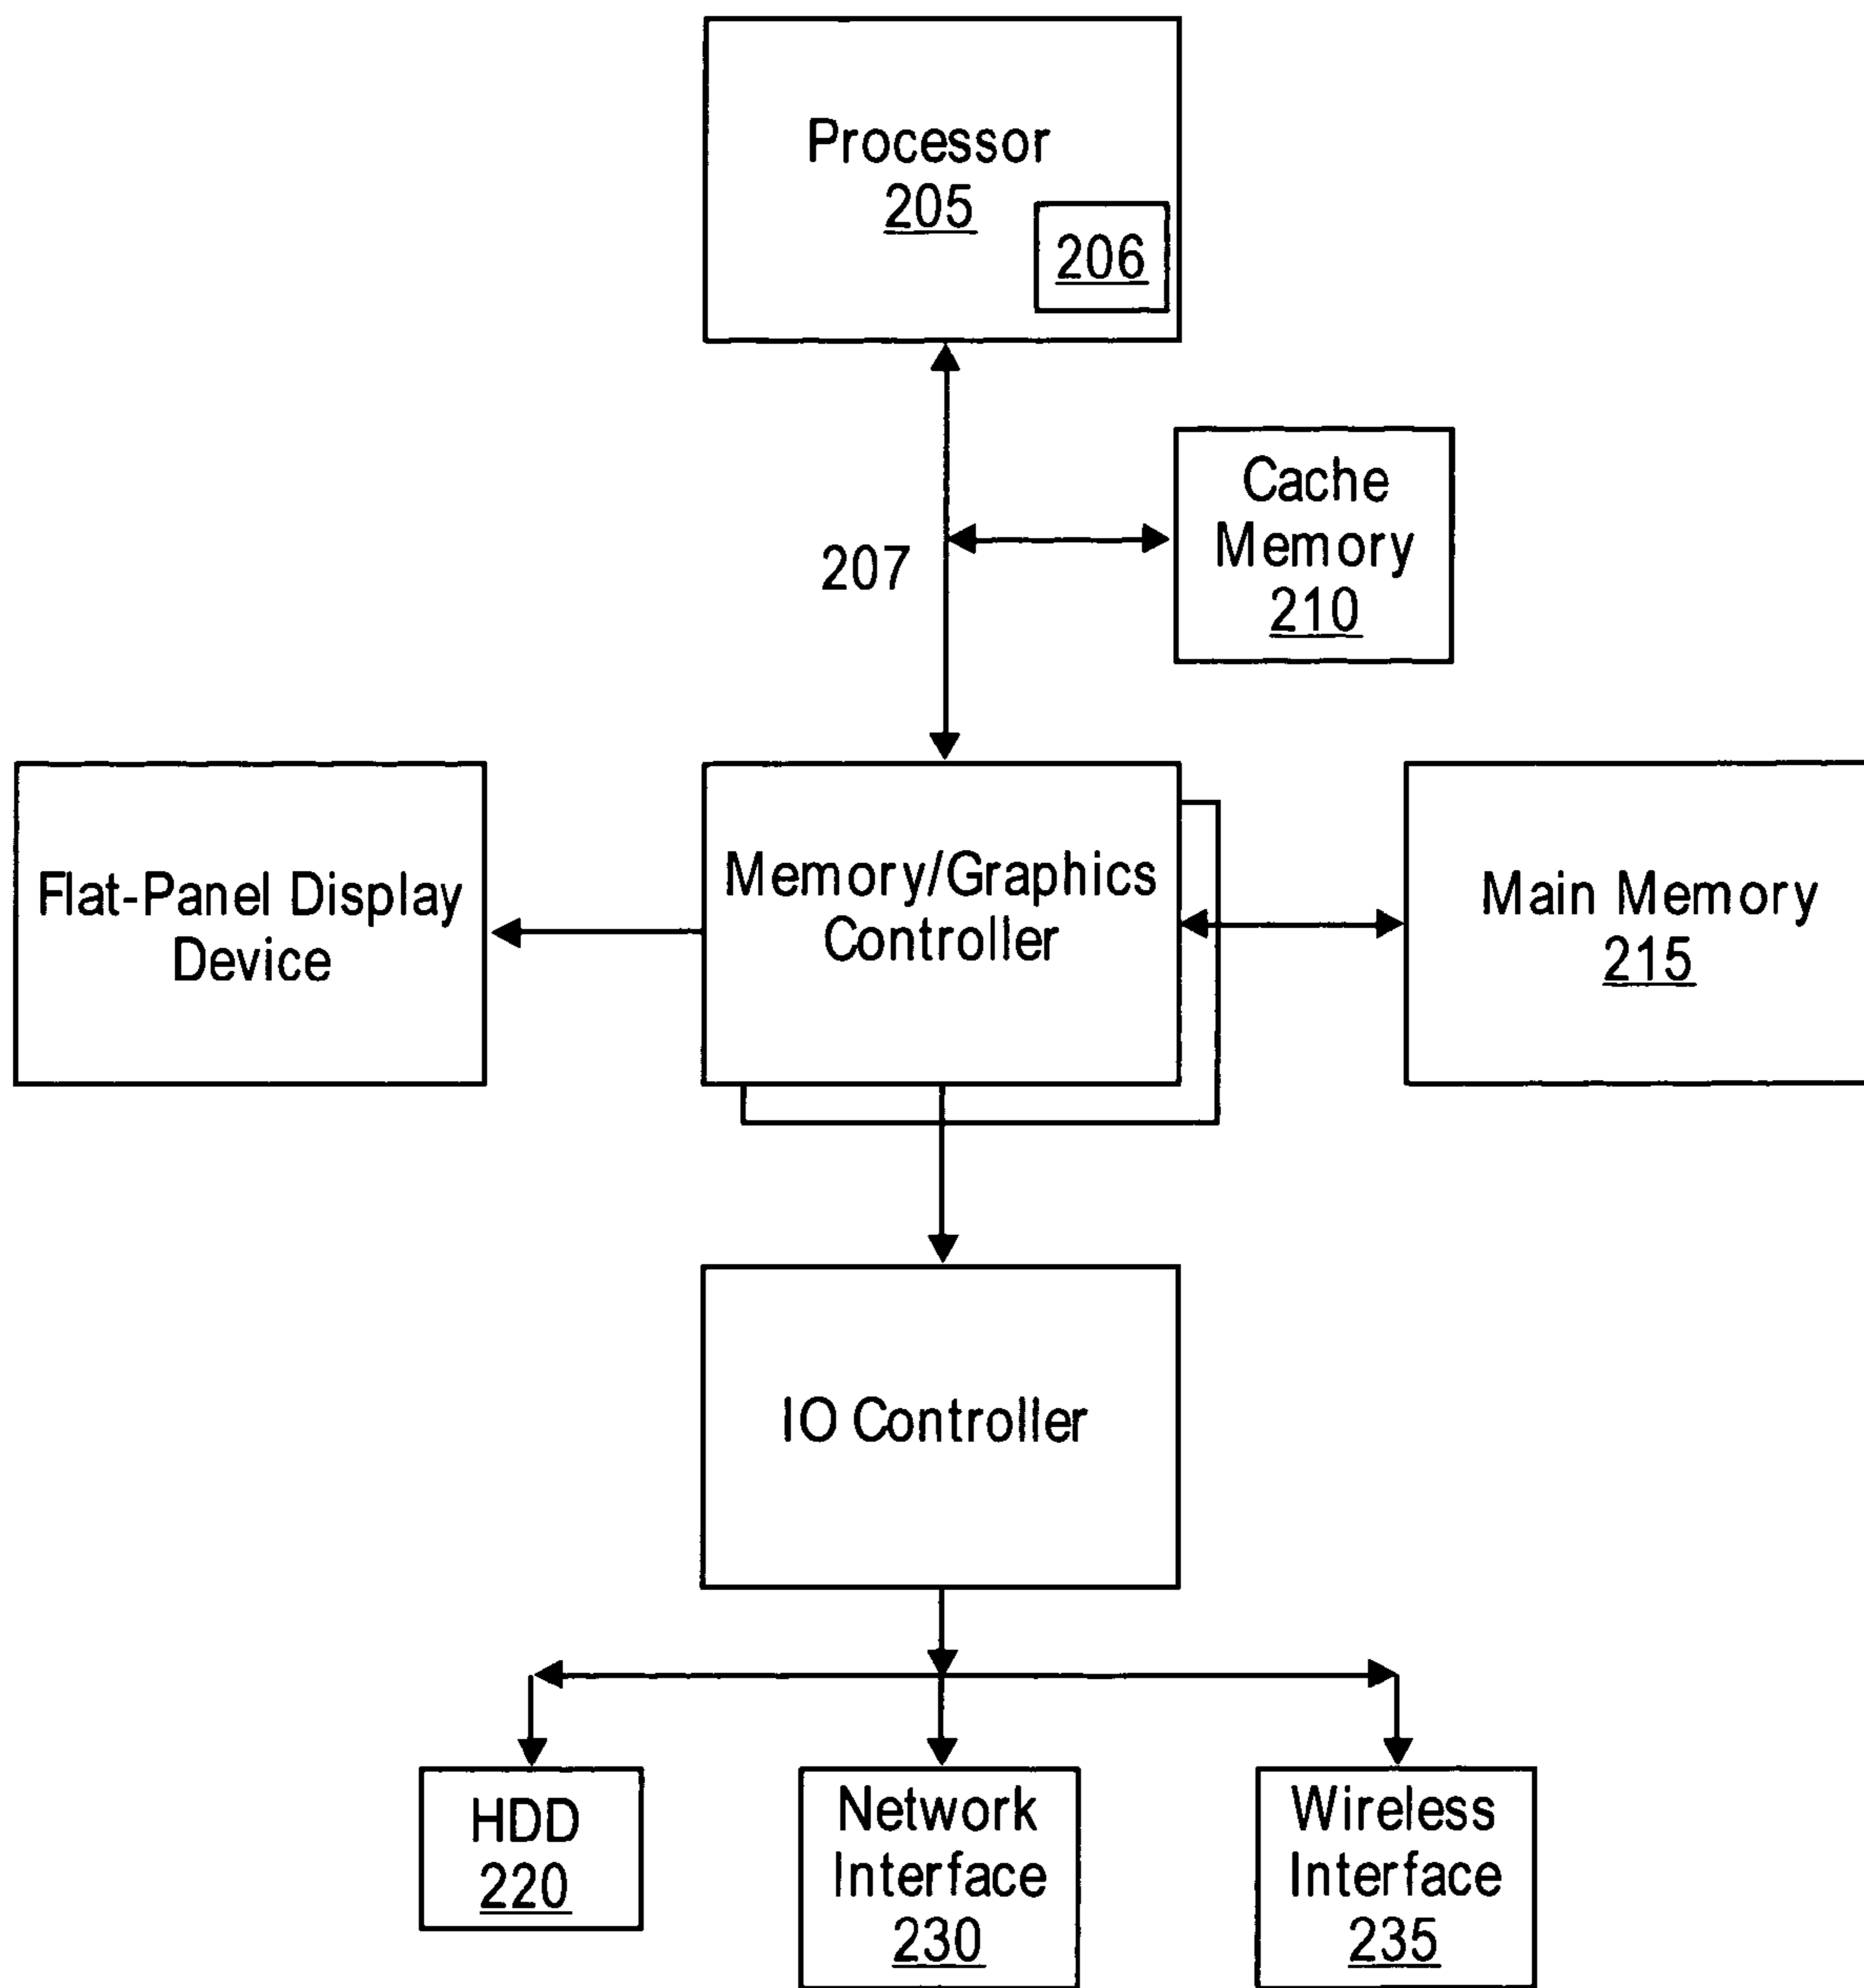 Processor
205
206
207
Cache
Memory
210
Flat-Panel Display
Device
Memory/Graphics
Controller
Main Memory
215
IO Controller
HDD
220
Network
Interface
230
Wireless
Interface
235